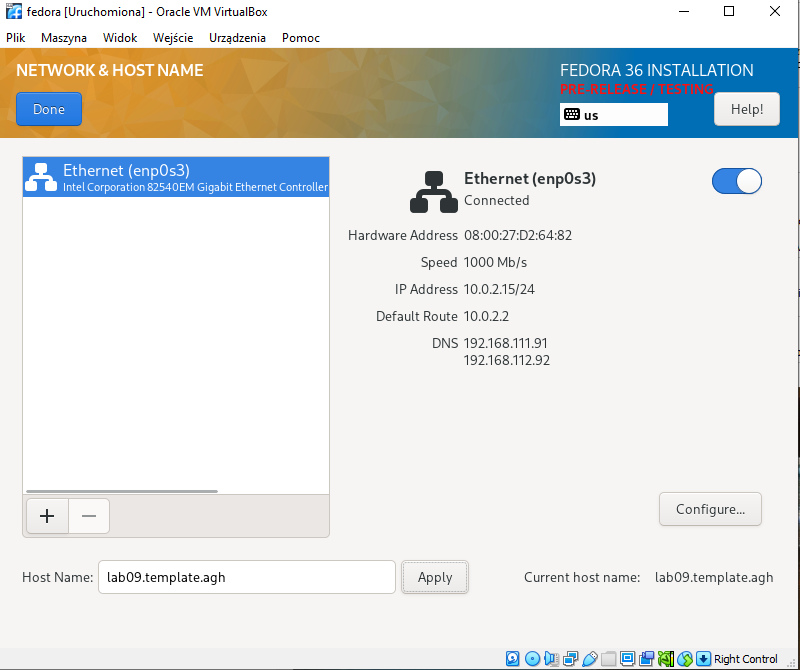 fedora [Uruchomiona] - Oracle VM VirtualBox
Plik Maszyna Widok Wejście Urządzenia Pomoc
NETWORK & HOST NAME
FEDORA 36 INSTALLATION
PRE-RELEASE / TESTING
Done
us
Help!
Ethernet (enp0s3)
Intel Corporation 82540EM Gigabit Ethernet Controller
Ethernet (enp0s3)
Connected
Hardware Address 08:00:27:D2:64:82
Speed 1000 Mb/s
IP Address 10.0.2.15/24
Default Route 10.0.2.2
DNS 192.168.111.91
192.168.112.92
+ −
Configure...
Host Name: lab09.template.agh Apply Current host name: lab09.template.agh
Right Control